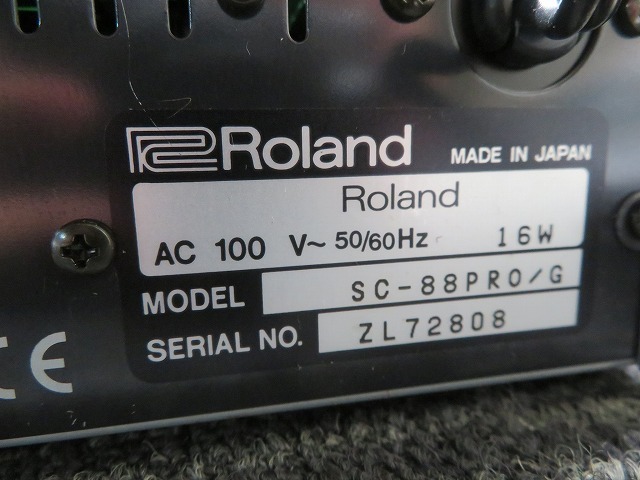 Roland MADE IN JAPAN
Roland
AC 100 V~ 50/60Hz 16W
MODEL SC-88PRO/G
SERIAL NO. ZL72808
CE